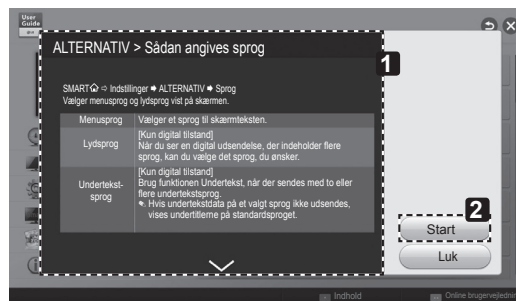 User
Guide
ALTERNATIV > Sådan angives sprog
1
SMART ⇨ Indstillinger ➡ ALTERNATIV ➡ Sprog
Vælger menusprog og lydsprog vist på skærmen.
Menusprog
Vælger et sprog til skærmteksten.
Lydsprog
[Kun digital tilstand]
Når du ser en digital udsendelse, der indeholder flere
sprog, kan du vælge det sprog, du ønsker.
Undertekst-
sprog
[Kun digital tilstand]
Brug funktionen Undertekst, når der sendes med to eller
flere undertekstsprog.
Hvis undertekstdata på et valgt sprog ikke udsendes,
vises undertitlerne på standardsproget.
2
Start
Luk
Indhold
Online brugervejlednin